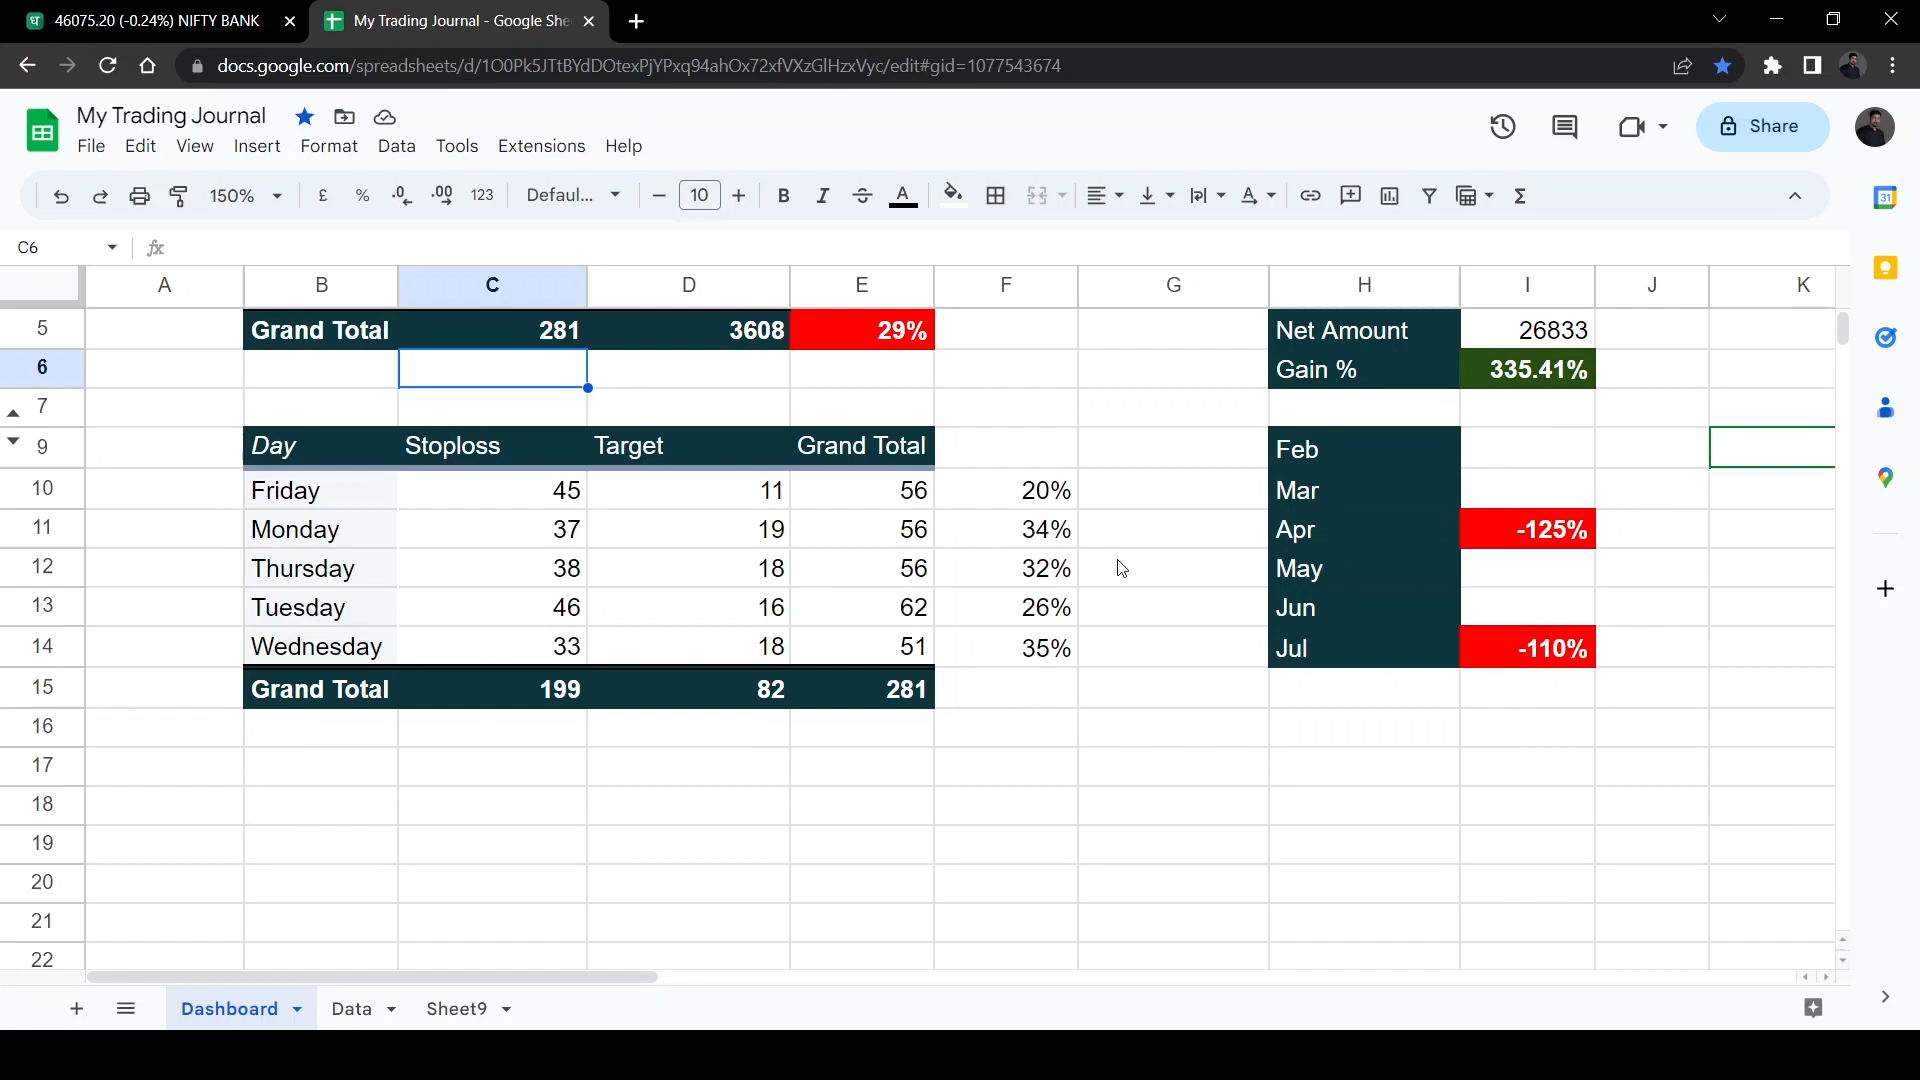 46075.20 (-0.24%) NIFTY BANK
My Trading Journal - Google She
docs.google.com/spreadsheets/d/1O0Pk5JTtBYdDOtexPjYPxq94ahOx72xfVXzGlHzxVyc/edit#gid=1077543674
My Trading Journal
File Edit View Insert Format Data Tools Extensions Help
Share
150% £ % .0 .00 123 Defaul... 10 B I S A
31
C6 fx
A B C D E F G H I J K
5 Grand Total 281 3608 29% Net Amount 26833
6 Gain % 335.41%
7
9 Day Stoploss Target Grand Total Feb
10 Friday 45 11 56 20% Mar
11 Monday 37 19 56 34% Apr -125%
12 Thursday 38 18 56 32% May
13 Tuesday 46 16 62 26% Jun
14 Wednesday 33 18 51 35% Jul -110%
15 Grand Total 199 82 281
16
17
18
19
20
21
22
Dashboard Data Sheet9